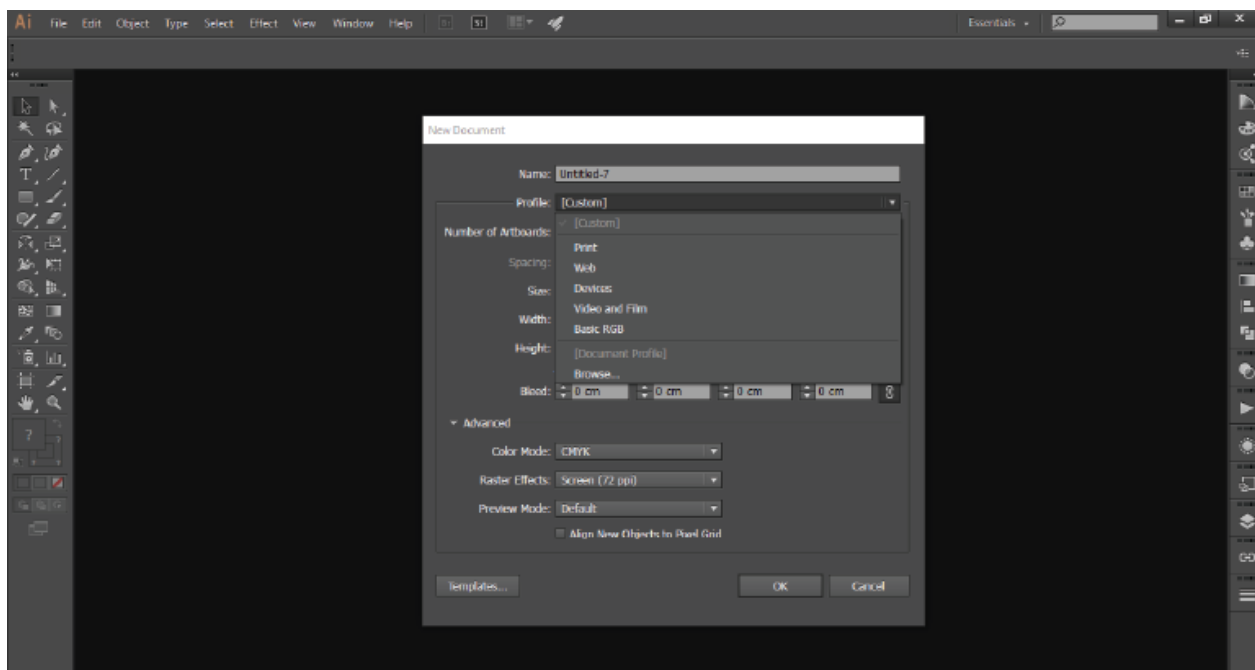 Ai File Edit Object Type Select Effect View Window Help Br St Essentials
New Document
Name: Untitled-7
Profile: [Custom]
[Custom]
Number of Artboards:
Print
Spacing:
Web
Size:
Devices
Video and Film
Width:
Basic RGB
Height:
[Document Profile]
Browse...
Bleed: 0 cm 0 cm 0 cm 0 cm
Advanced
Color Mode: CMYK
Raster Effects: Screen (72 ppi)
Preview Mode: Default
Align New Objects to Pixel Grid
Templates... OK Cancel